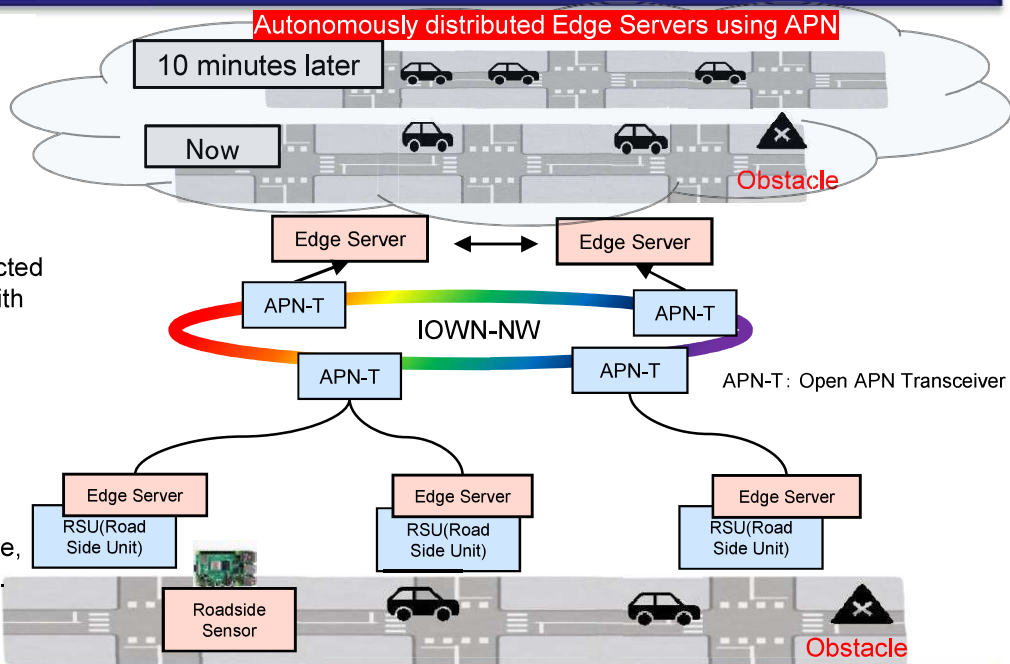 Autonomously distributed Edge Servers using APN
10 minutes later
Now
Obstacle
Edge Server
Edge Server
cted
ith
APN-T
APN-T
IOWN-NW
APN-T
APN-T
APN-T: Open APN Transceiver
Edge Server
RSU(Road
Side Unit)
Edge Server
RSU(Road
Side Unit)
Edge Server
RSU(Road
Side Unit)
e,
Roadside
Sensor
Obstacle